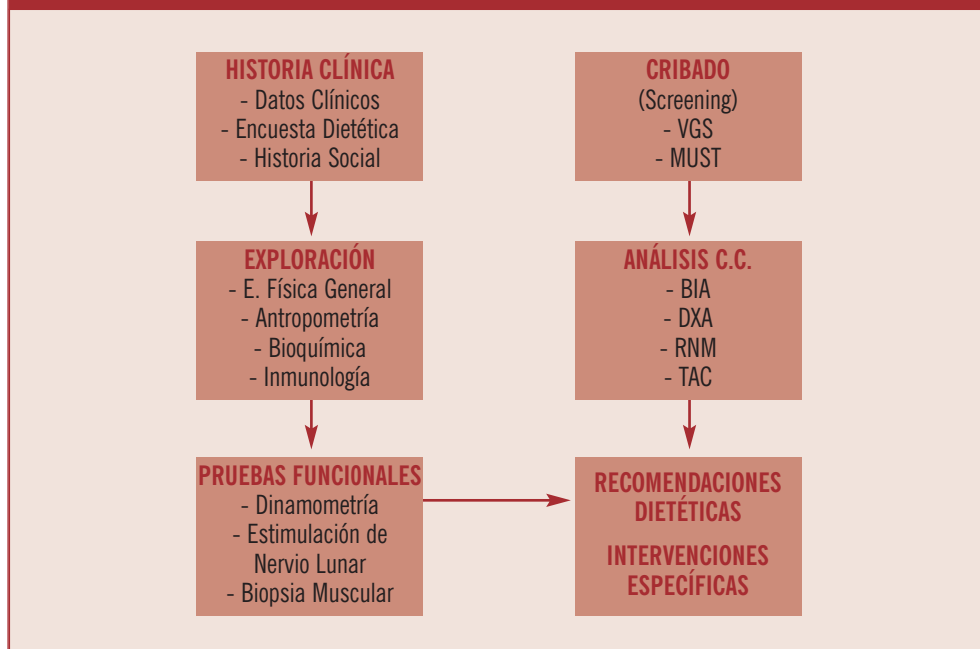 HISTORIA CLÍNICA
- Datos Clínicos
- Encuesta Dietética
- Historia Social
EXPLORACIÓN
- E. Física General
- Antropometría
- Bioquímica
- Inmunología
PRUEBAS FUNCIONALES
- Dinamometría
- Estimulación de
Nervio Lunar
- Biopsia Muscular
CRIBADO
(Screening)
- VGS
- MUST
ANÁLISIS C.C.
- BIA
- DXA
- RNM
- TAC
RECOMENDACIONES
DIETÉTICAS
INTERVENCIONES
ESPECÍFICAS